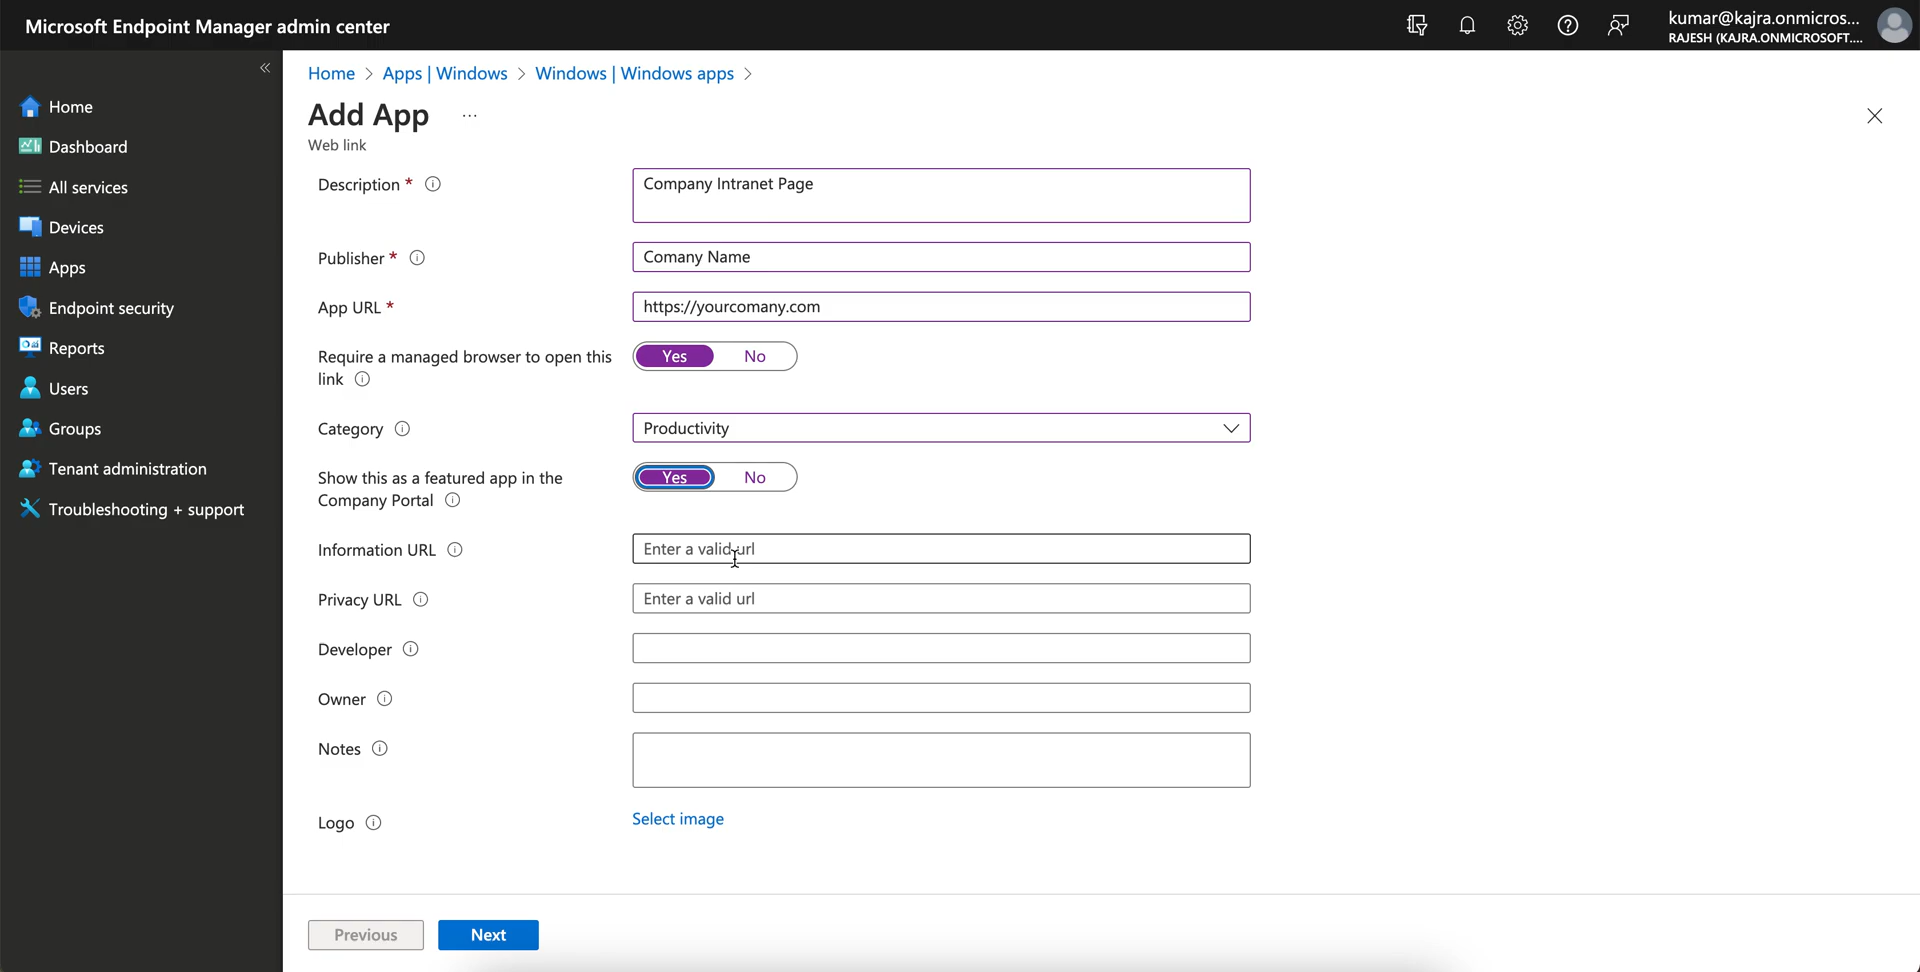 Microsoft Endpoint Manager admin center
kumar@kajra.onmicros...
RAJESH (KAJRA.ONMICROSOFT....
Home
Dashboard
All services
Devices
Apps
Endpoint security
Reports
Users
Groups
Tenant administration
Troubleshooting + support
Home > Apps | Windows > Windows | Windows apps >
Add App ...
Web link
Description *
Company Intranet Page
Publisher *
Comany Name
App URL *
https://yourcomany.com
Require a managed browser to open this
link
Yes No
Category
Productivity
Show this as a featured app in the
Company Portal
Yes No
Information URL
Enter a valid url
Privacy URL
Enter a valid url
Developer
Owner
Notes
Logo
Select image
Previous
Next